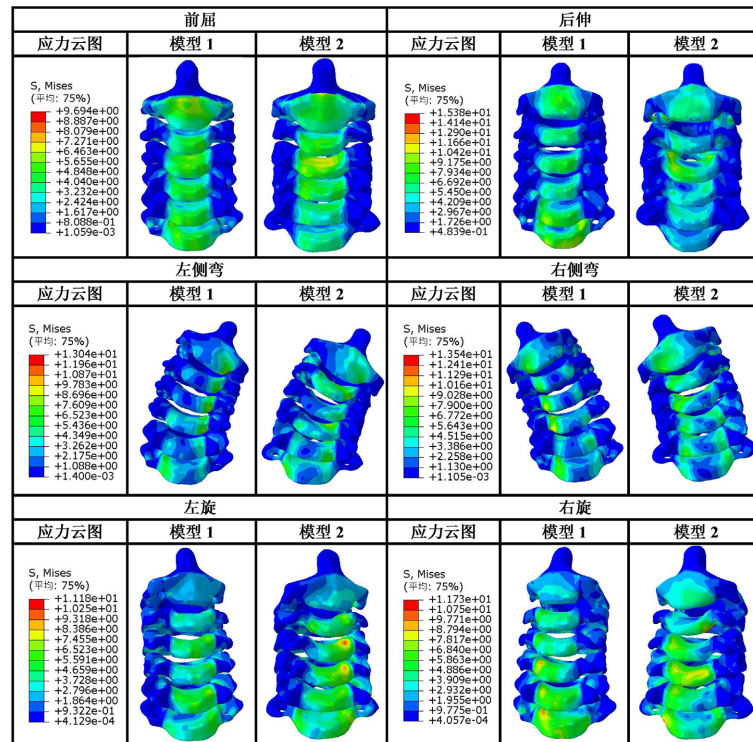 前屈 后伸
应力云图 模型 1 模型 2 应力云图 模型 1 模型 2
S, Mises
(平均: 75%)
+9.694e+00
+8.887e+00
+8.079e+00
+7.271e+00
+6.463e+00
+5.655e+00
+4.848e+00
+4.040e+00
+3.232e+00
+2.424e+00
+1.617e+00
+8.088e-01
+1.059e-03
S, Mises
(平均: 75%)
+1.538e+01
+1.414e+01
+1.290e+01
+1.166e+01
+1.042e+01
+9.175e+00
+7.934e+00
+6.692e+00
+5.450e+00
+4.209e+00
+2.967e+00
+1.726e+00
+4.839e-01
左侧弯 右侧弯
应力云图 模型 1 模型 2 应力云图 模型 1 模型 2
S, Mises
(平均: 75%)
+1.304e+01
+1.196e+01
+1.087e+01
+9.783e+00
+8.696e+00
+7.609e+00
+6.523e+00
+5.436e+00
+4.349e+00
+3.262e+00
+2.175e+00
+1.088e+00
+1.400e-03
S, Mises
(平均: 75%)
+1.354e+01
+1.241e+01
+1.129e+01
+1.016e+01
+9.028e+00
+7.900e+00
+6.772e+00
+5.643e+00
+4.515e+00
+3.386e+00
+2.258e+00
+1.130e+00
+1.105e-03
左旋 右旋
应力云图 模型 1 模型 2 应力云图 模型 1 模型 2
S, Mises
(平均: 75%)
+1.118e+01
+1.025e+01
+9.318e+00
+8.386e+00
+7.455e+00
+6.523e+00
+5.591e+00
+4.659e+00
+3.728e+00
+2.796e+00
+1.864e+00
+9.322e-01
+4.129e-04
S, Mises
(平均: 75%)
+1.173e+01
+1.075e+01
+9.771e+00
+8.794e+00
+7.817e+00
+6.840e+00
+5.863e+00
+4.886e+00
+3.909e+00
+2.932e+00
+1.955e+00
+9.775e-01
+4.057e-04